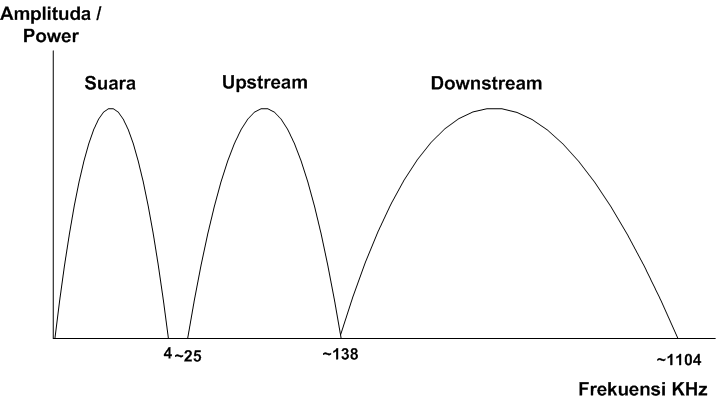 Amplituda /
Power
Suara
Upstream
Downstream
4 ~25
~138
~1104
Frekuensi KHz